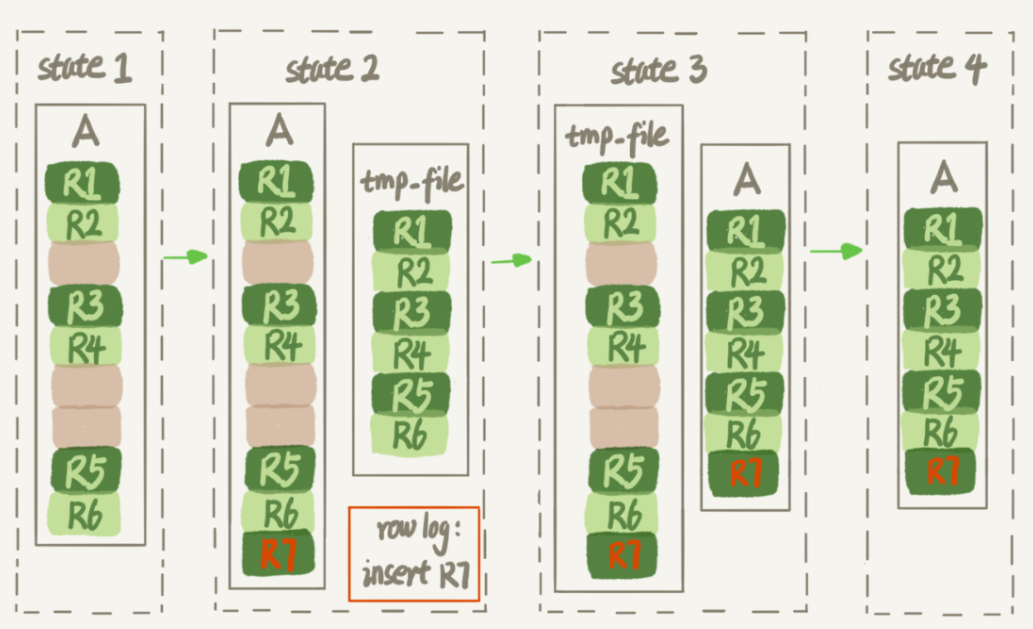 state 1
A
R1
R2
R3
R4
R5
R6
state 2
A
R1
R2
R3
R4
R5
R6
R7
tmp-file
R1
R2
R3
R4
R5
R6
row log:
insert R7
state 3
tmp-file
R1
R2
R3
R4
R5
R6
R7
A
R1
R2
R3
R4
R5
R6
R7
state 4
A
R1
R2
R3
R4
R5
R6
R7